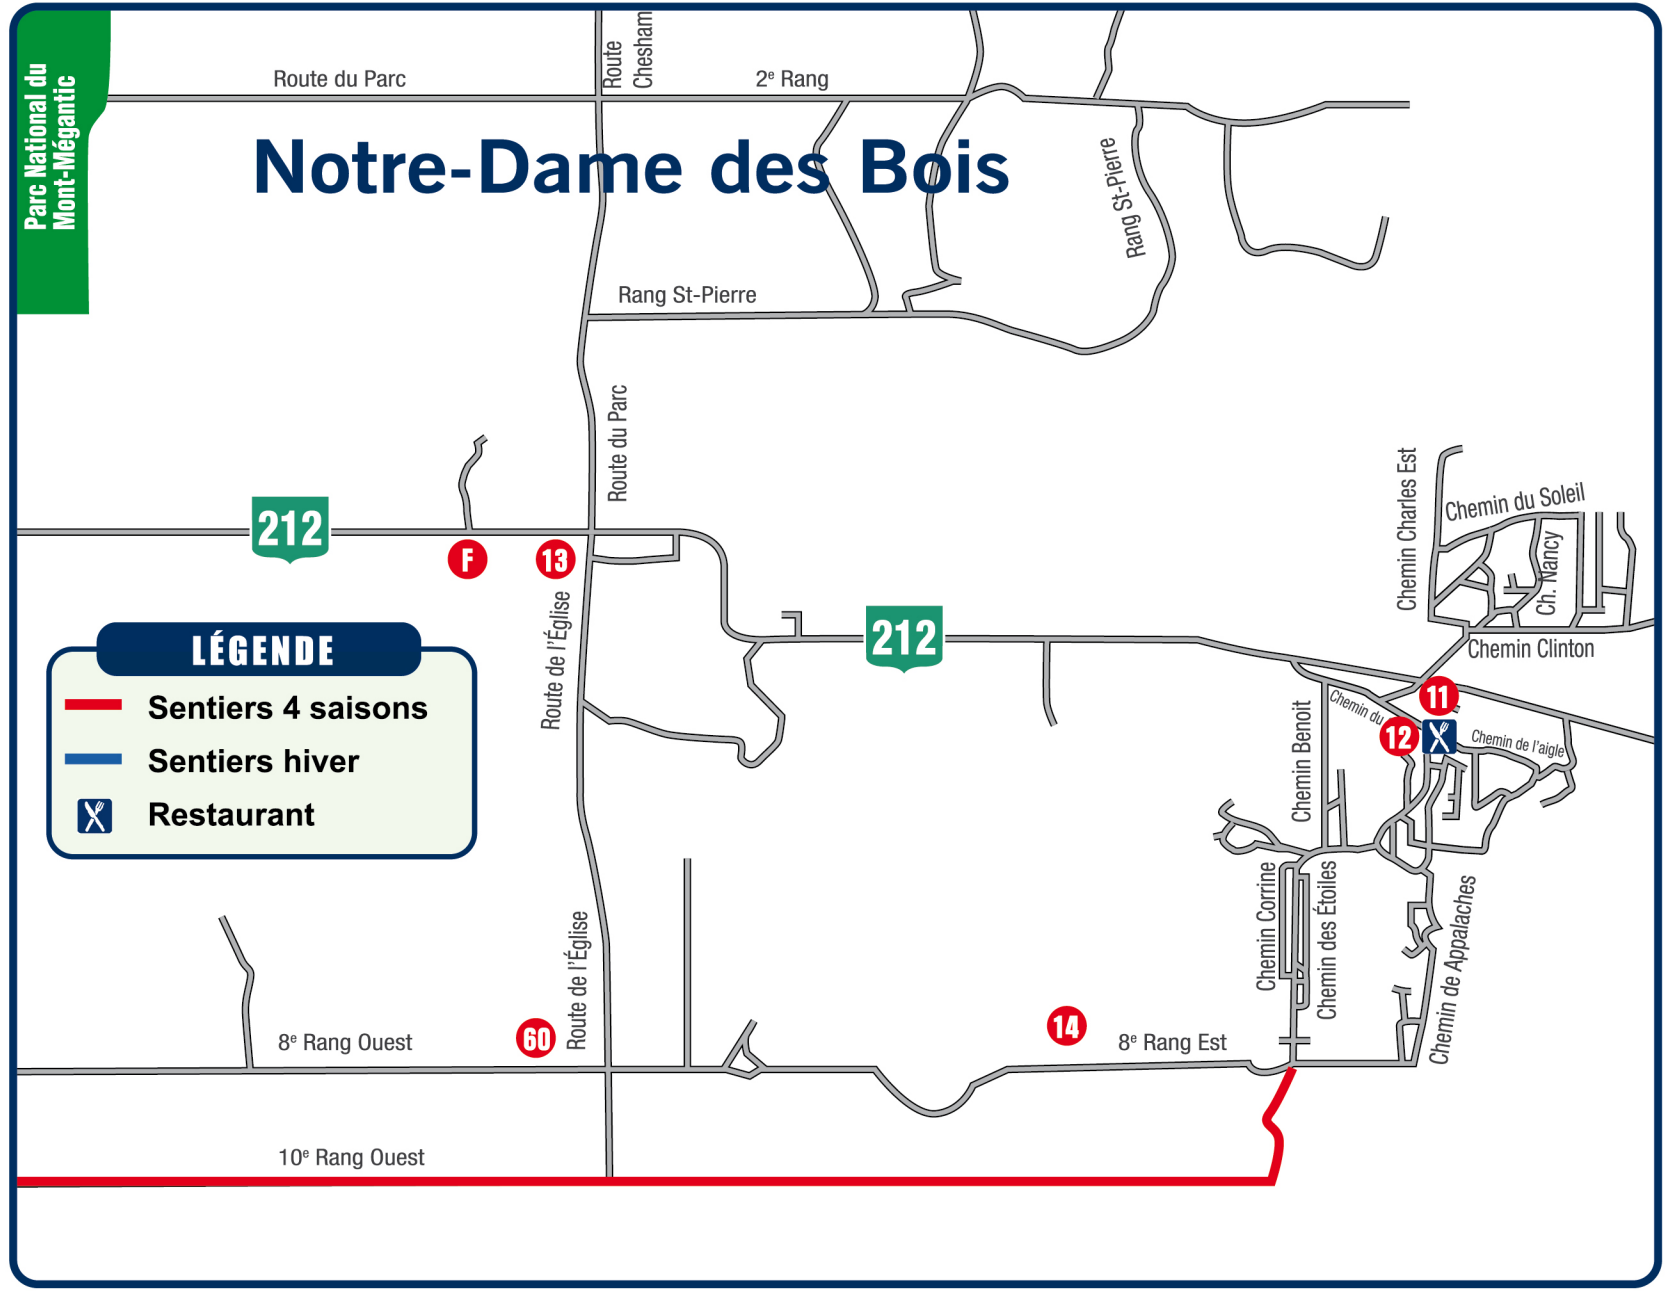 Parc National du
Mont-Mégantic
Route du Parc
Route
Chesham
2e Rang
Notre-Dame des Bois
Rang St-Pierre
Rang St-Pierre
Route du Parc
212
F
13
Route de l'Église
212
LÉGENDE
Sentiers 4 saisons
Sentiers hiver
Restaurant
Chemin Charles Est
Chemin du Soleil
Ch. Nancy
Chemin Clinton
11
12
Chemin du
Chemin de l'aigle
Chemin Benoit
Chemin Corrine
Chemin des Étoiles
Chemin de Appalaches
Route de l'Église
60
14
8e Rang Ouest
8e Rang Est
10e Rang Ouest